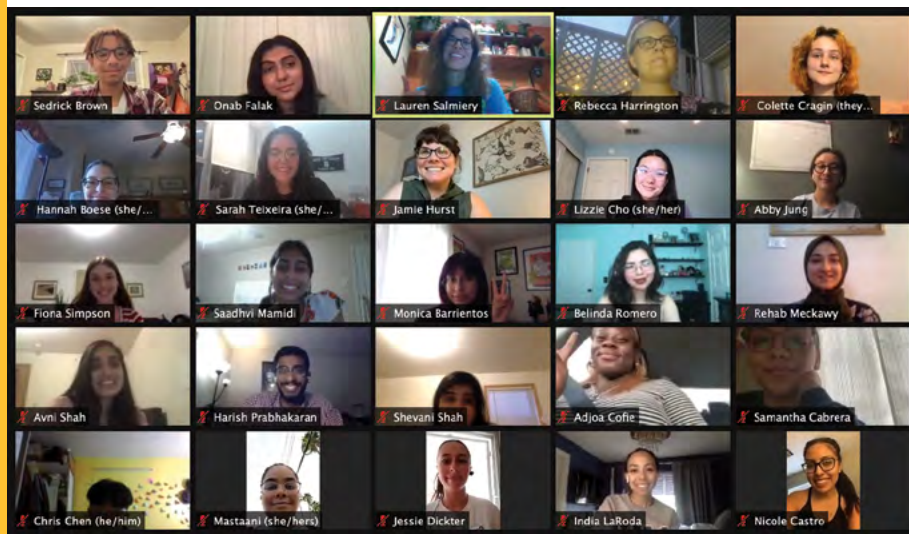 Sedrick Brown
Onab Falak
Lauren Salmiery
Rebecca Harrington
Colette Cragin (they...
Hannah Boese (she/...
Sarah Teixeira (she/...
Jamie Hurst
Lizzie Cho (she/her)
Abby Jung
Fiona Simpson
Saadhvi Mamidi
Monica Barrientos
Belinda Romero
Rehab Meckawy
Avni Shah
Harish Prabhakaran
Shevani Shah
Adjoa Cofie
Samantha Cabrera
Chris Chen (he/him)
Mastaani (she/hers)
Jessie Dickter
India LaRoda
Nicole Castro